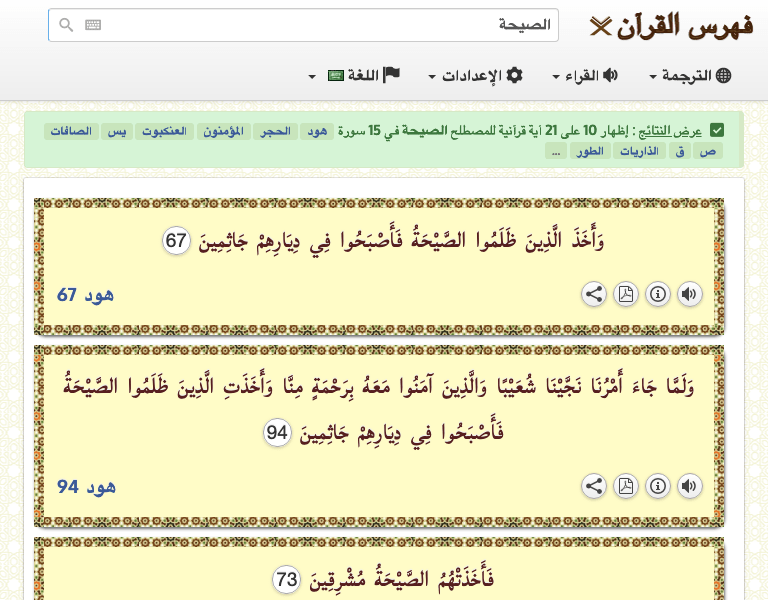 فهرس القرآن
الصيحة
الترجمة
القراء
الإعدادات
اللغة
عرض النتائج : إظهار 10 على 21 آية قرآنية للمصطلح الصيحة في 15 سورة هود الحجر المؤمنون العنكبوت يس الصافات
ص ق الذاريات الطور ...
وَأَخَذَ الَّذِينَ ظَلَمُوا الصَّيْحَةُ فَأَصْبَحُوا فِي دِيَارِهِمْ جَاثِمِينَ 67
هود 67
وَلَمَّا جَاءَ أَمْرُنَا نَجَّيْنَا شُعَيْبًا وَالَّذِينَ آمَنُوا مَعَهُ بِرَحْمَةٍ مِنَّا وَأَخَذَتِ الَّذِينَ ظَلَمُوا الصَّيْحَةُ
فَأَصْبَحُوا فِي دِيَارِهِمْ جَاثِمِينَ 94
هود 94
فَأَخَذَتْهُمُ الصَّيْحَةُ مُشْرِقِينَ 73